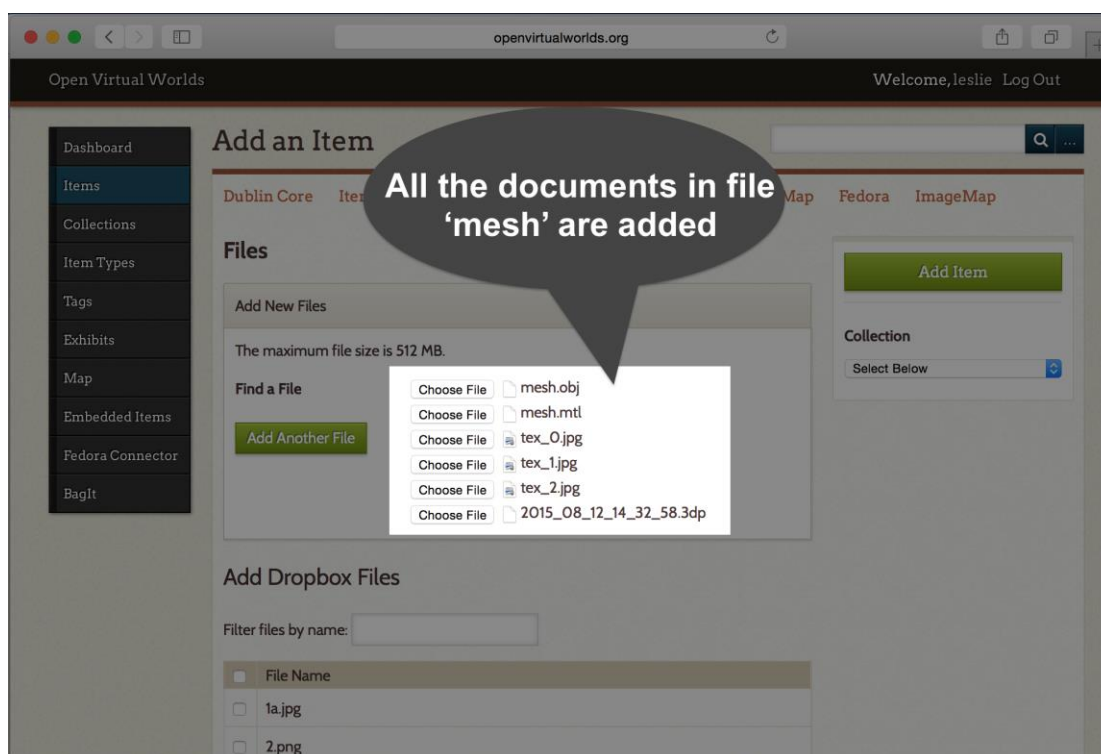 openvirtualworlds.org
Open Virtual Worlds
Welcome, leslie Log Out
Dashboard
Items
Collections
Item Types
Tags
Exhibits
Map
Embedded Items
Fedora Connector
BagIt
Add an Item
...
Dublin Core
Map Fedora ImageMap
All the documents in file
‘mesh’ are added
Files
Add New Files
The maximum file size is 512 MB.
Find a File
Add Another File
Choose File mesh.obj
Choose File mesh.mtl
Choose File tex_0.jpg
Choose File tex_1.jpg
Choose File tex_2.jpg
Choose File 2015_08_12_14_32_58.3dp
Add Item
Collection
Select Below
Add Dropbox Files
Filter files by name:
File Name
1a.jpg
2.png